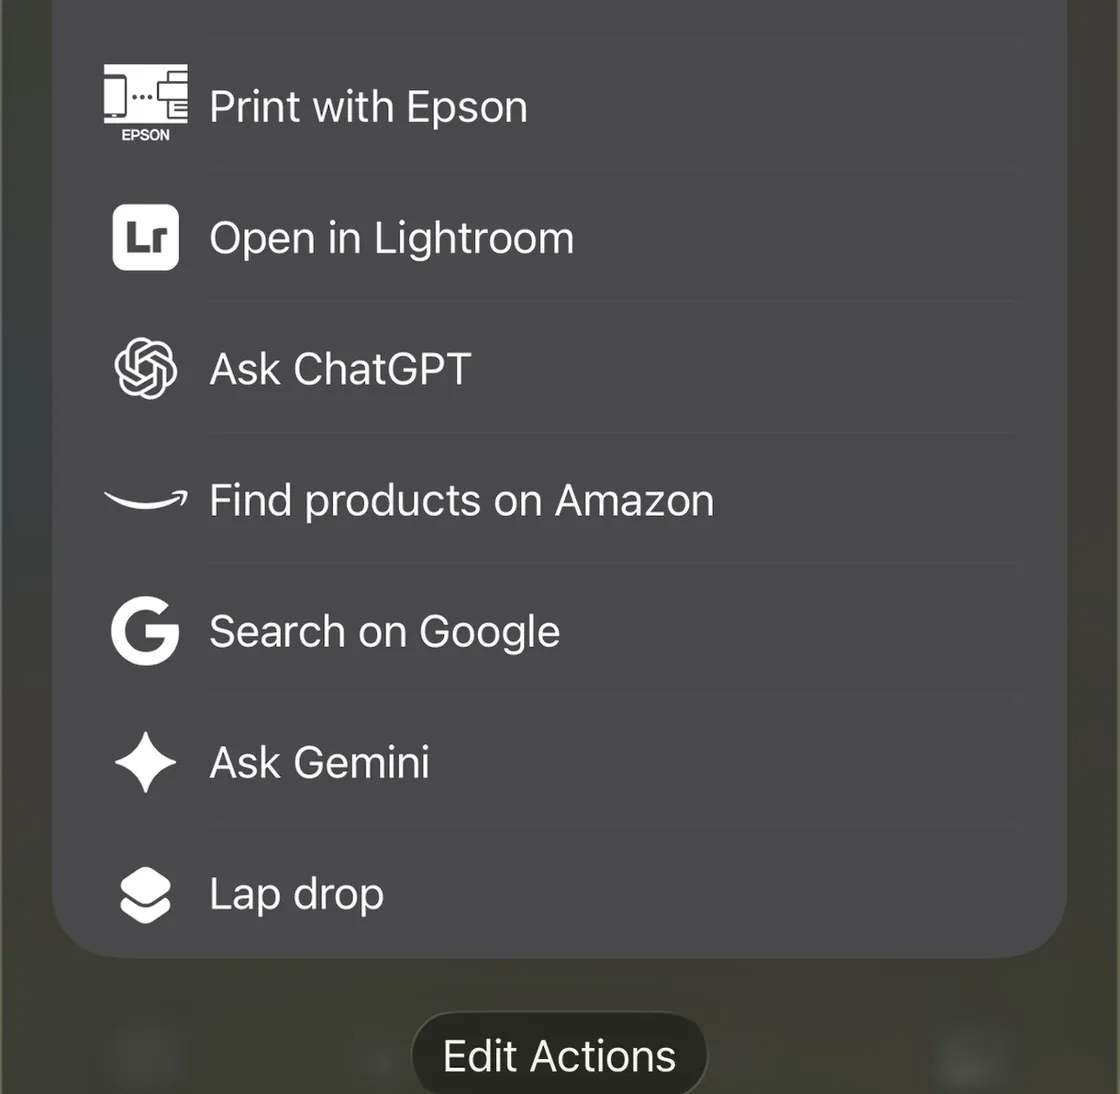 EPSON
Print with Epson
Lr
Open in Lightroom
Ask ChatGPT
Find products on Amazon
G
Search on Google
Ask Gemini
Lap drop
Edit Actions